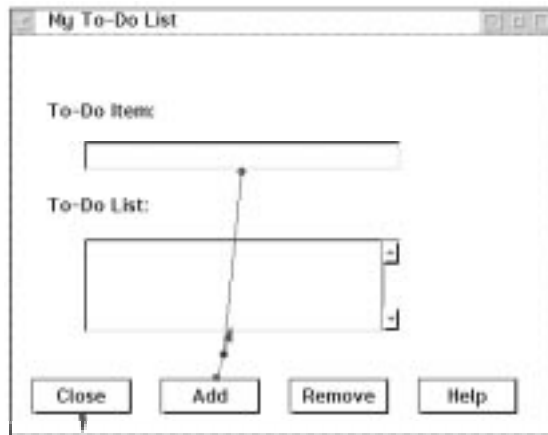 My To-Do List
To-Do Item:
To-Do List:
Close Add Remove Help